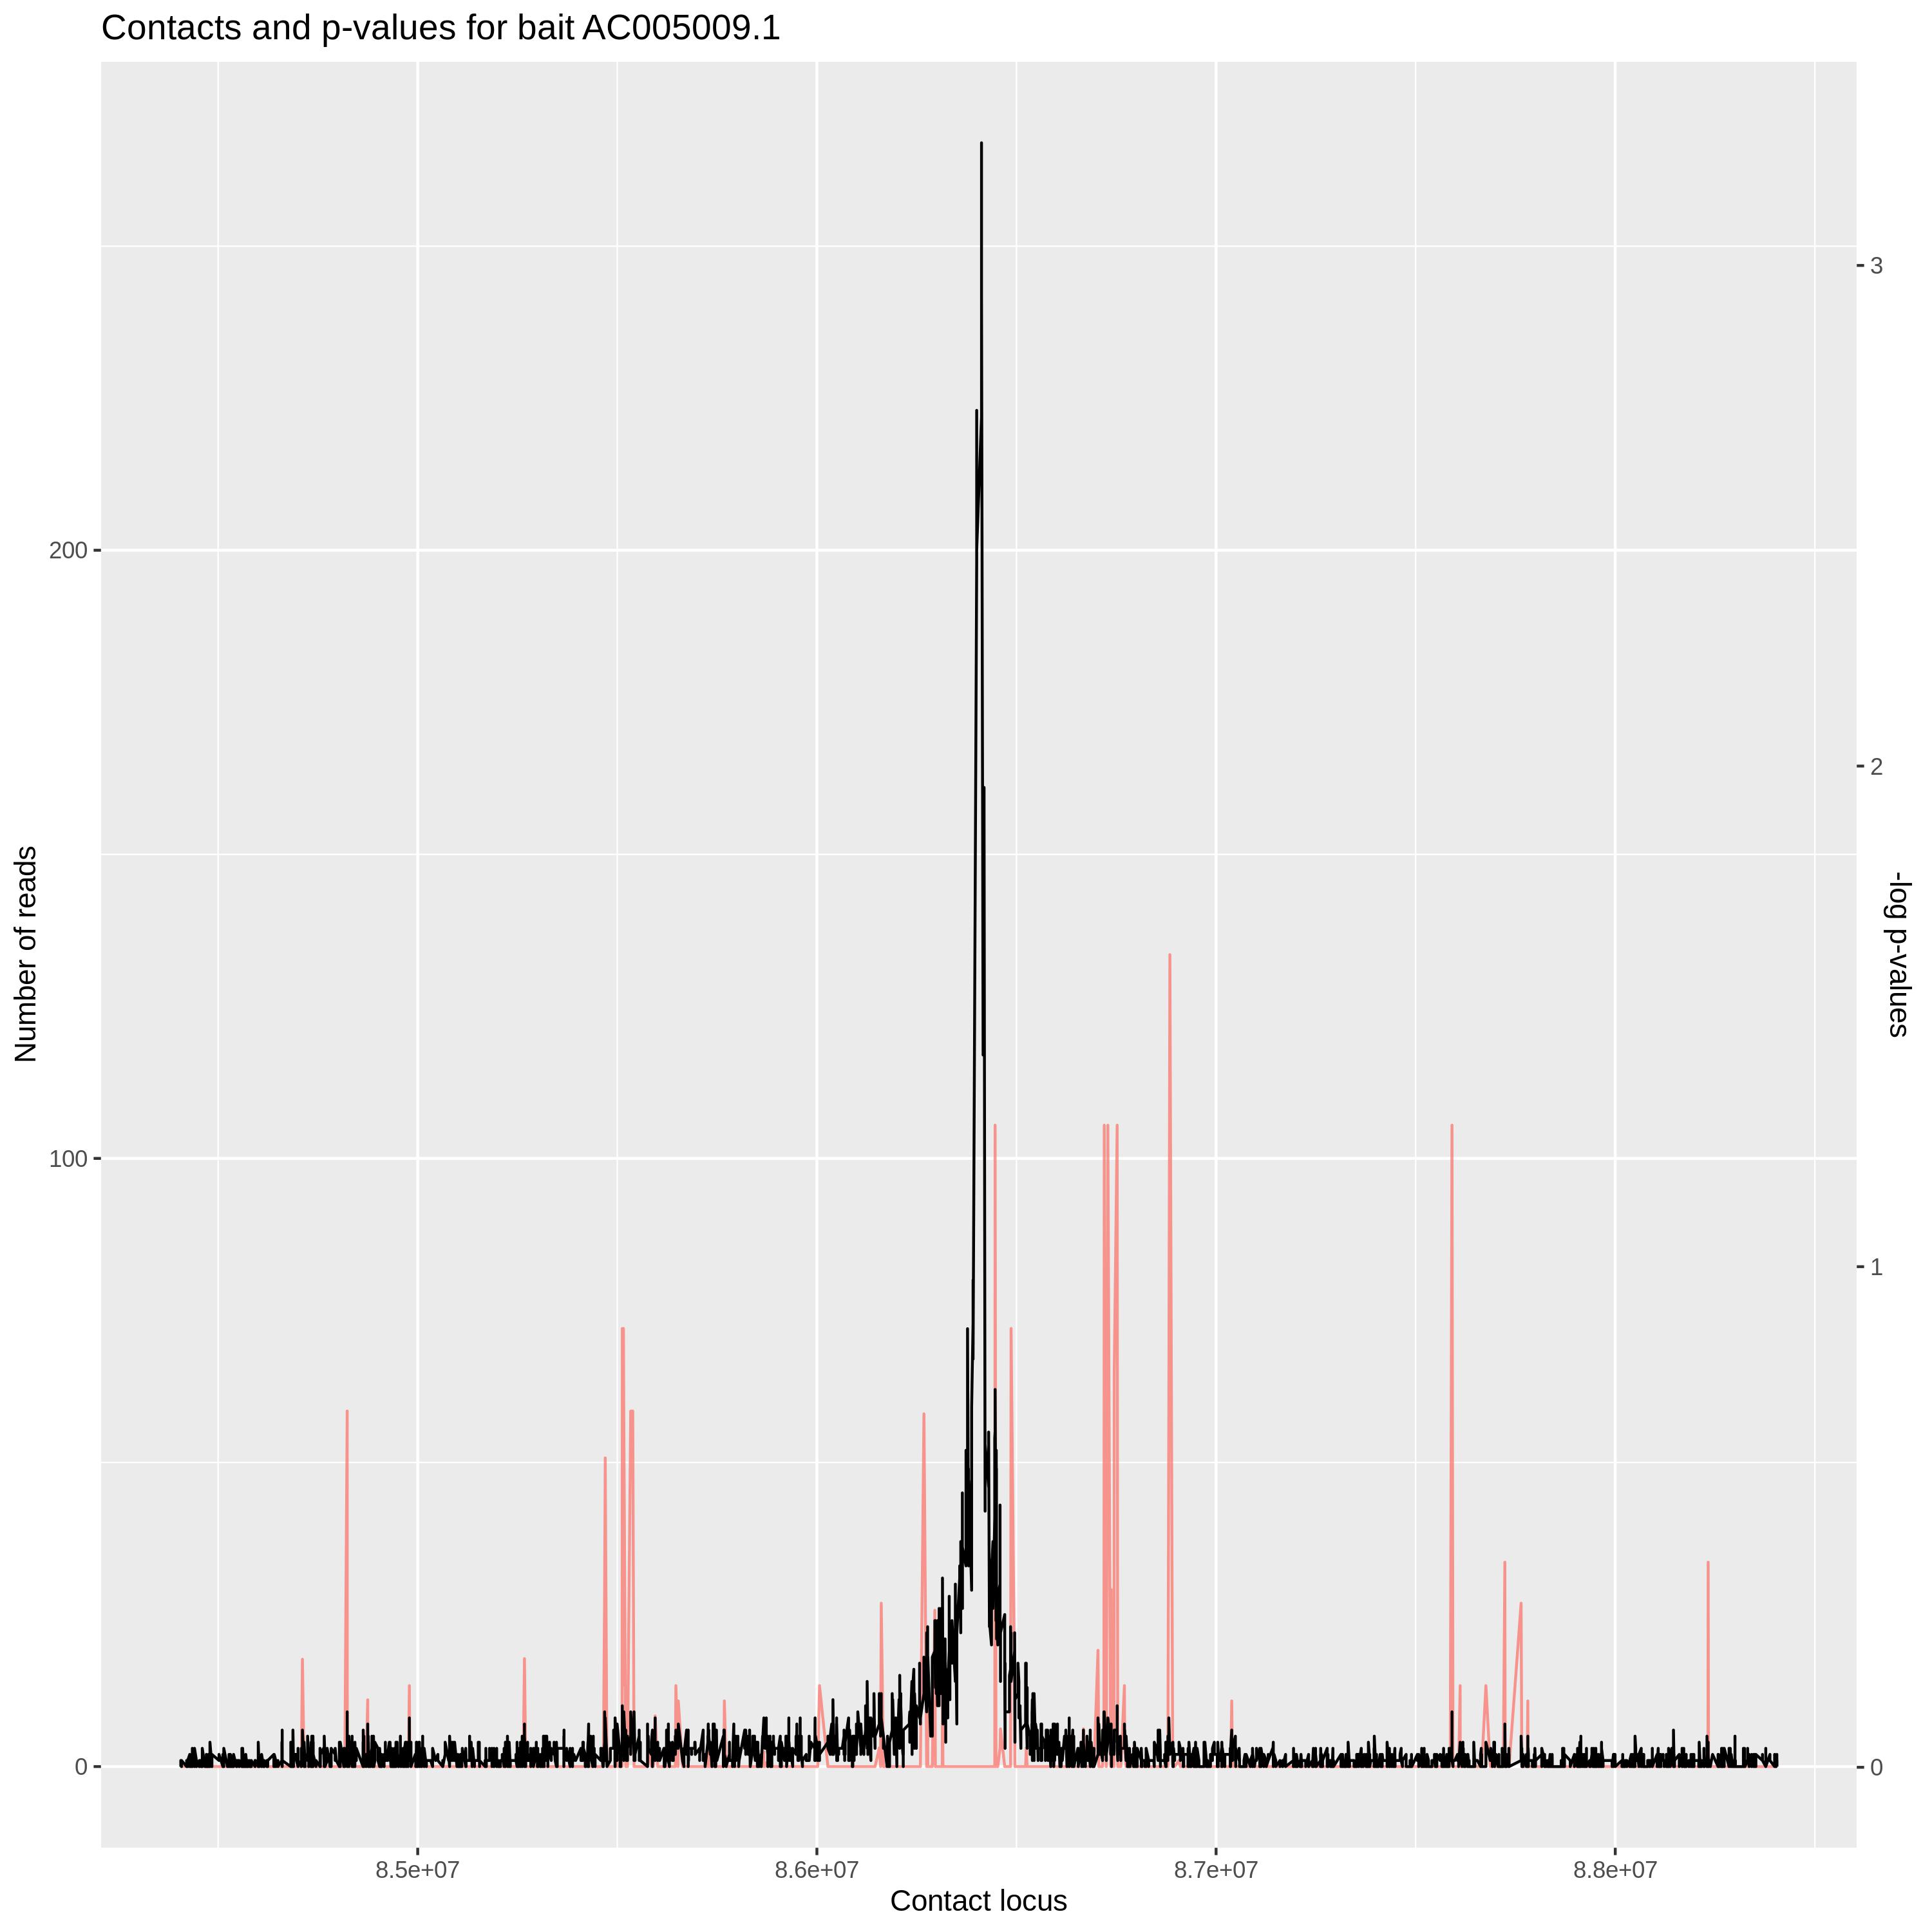 Contacts and p-values for bait AC005009.1
Number of reads
200
100
0
3
2
1
0
-log p-values
8.5e+07 8.6e+07 8.7e+07 8.8e+07
Contact locus